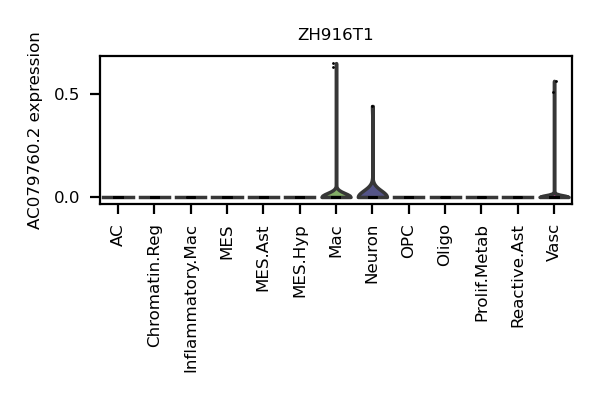 ZH916T1
AC079760.2 expression
0.5
0.0
AC
Chromatin.Reg
Inflammatory.Mac
MES
MES.Ast
MES.Hyp
Mac
Neuron
OPC
Oligo
Prolif.Metab
Reactive.Ast
Vasc